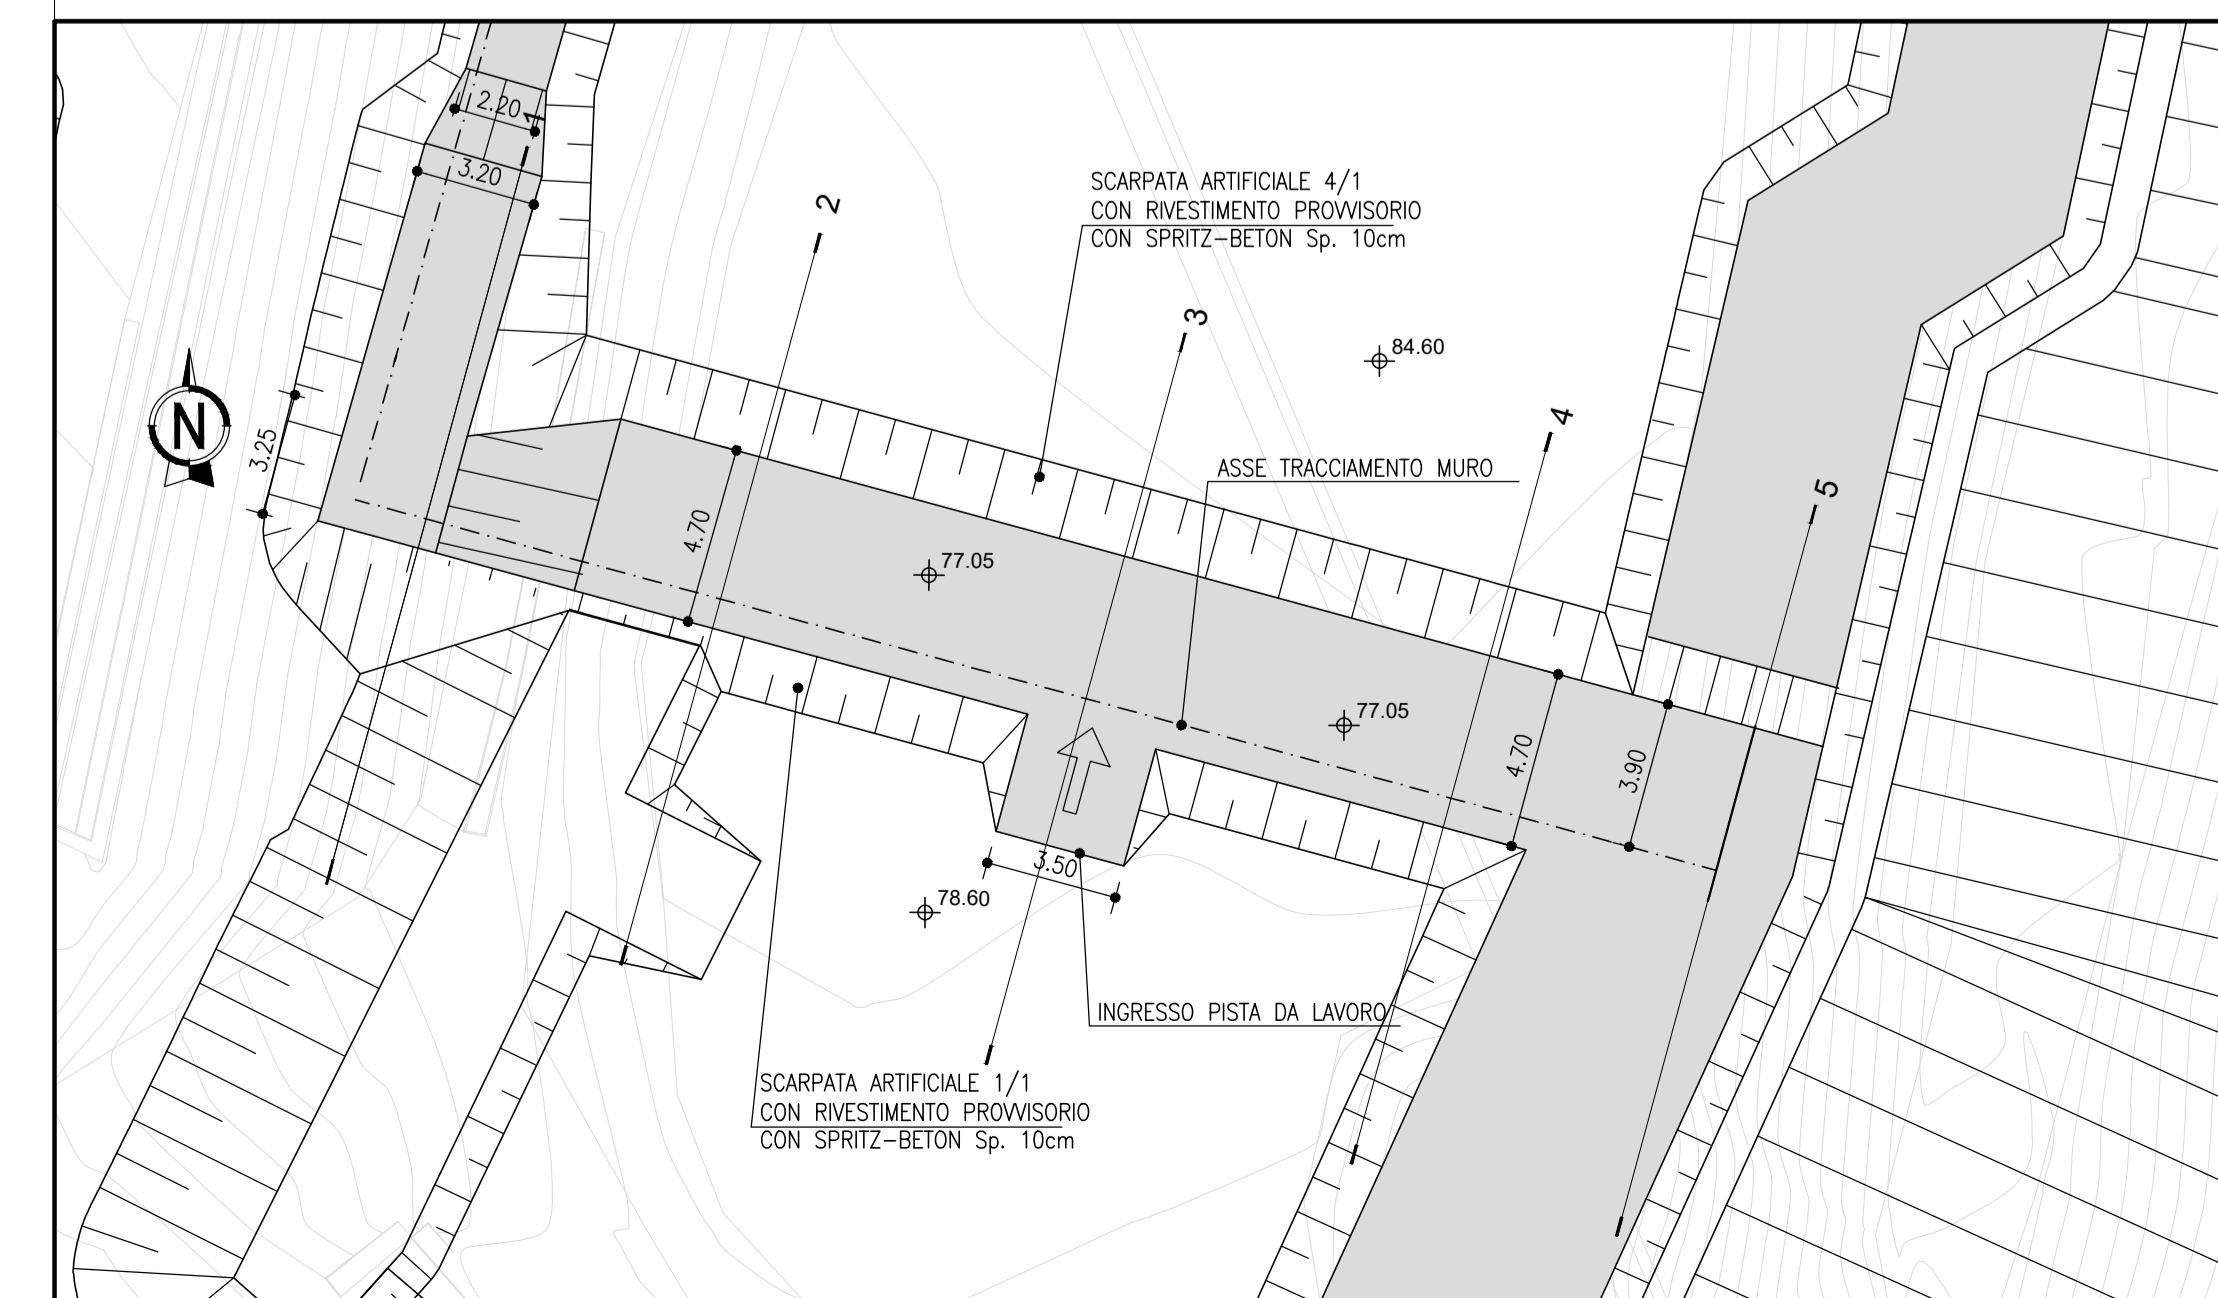 2.20
1
3.20
2
SCARPATA ARTIFICIALE 4/1
CON RIVESTIMENTO PROVVISORIO
CON SPRITZ-BETON Sp. 10cm
3
84.60
N
3.25
4
ASSE TRACCIAMENTO MURO
5
4.70
77.05
77.05
4.70
3.90
3.50
78.60
INGRESSO PISTA DA LAVORO
SCARPATA ARTIFICIALE 1/1
CON RIVESTIMENTO PROVVISORIO
CON SPRITZ-BETON Sp. 10cm